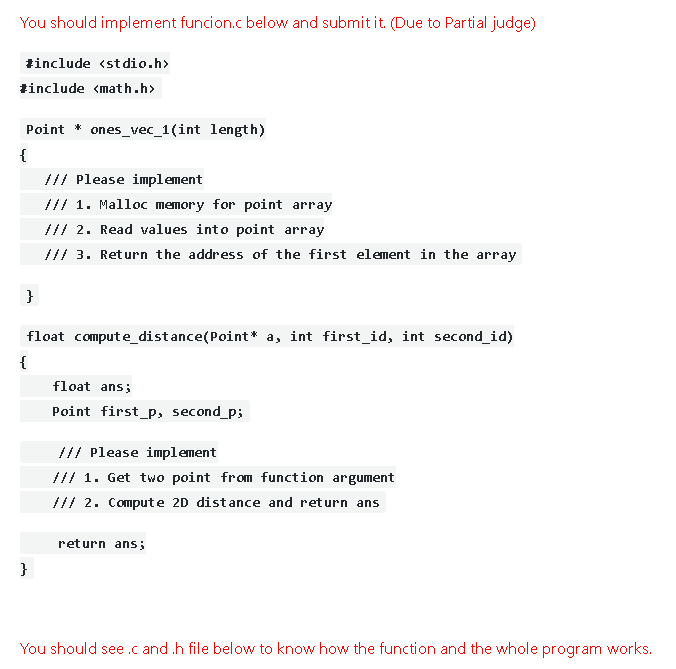 You should implement funcion.c below and submit it. (Due to Partial judge)
#include <stdio.h>
#include <math.h>
Point * ones_vec_1(int length)
{
/// Please implement
/// 1. Malloc memory for point array
/// 2. Read values into point array
/// 3. Return the address of the first element in the array
}
float compute_distance(Point* a, int first_id, int second_id)
{
float ans;
Point first_p, second_p;
/// Please implement
/// 1. Get two point from function argument
/// 2. Compute 2D distance and return ans
return ans;
}
You should see .c and .h file below to know how the function and the whole program works.